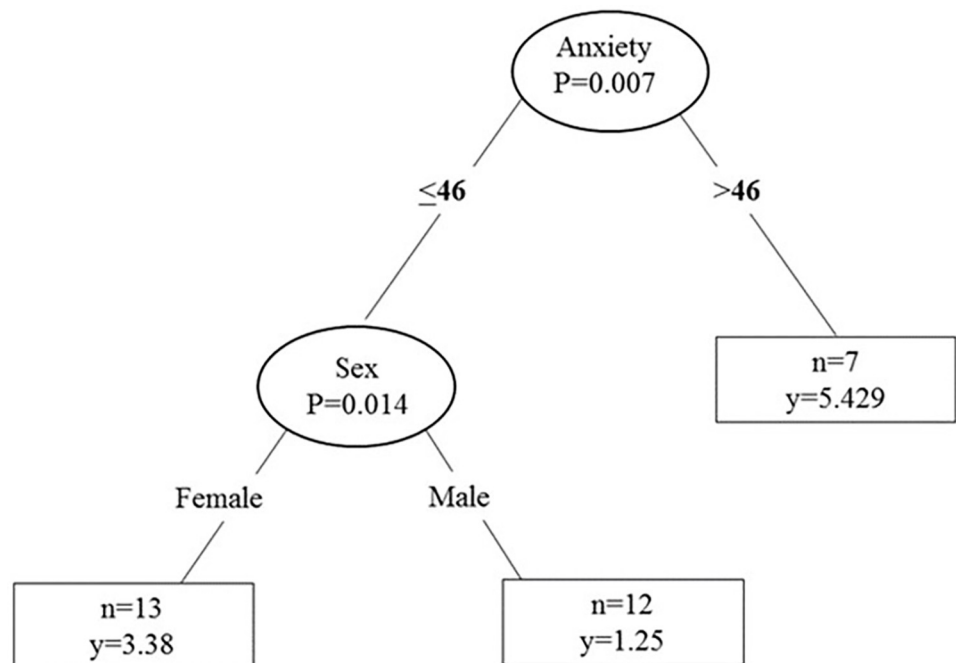 Anxiety
P=0.007
≤46
>46
Sex
P=0.014
n=7
y=5.429
Female
Male
n=13
y=3.38
n=12
y=1.25